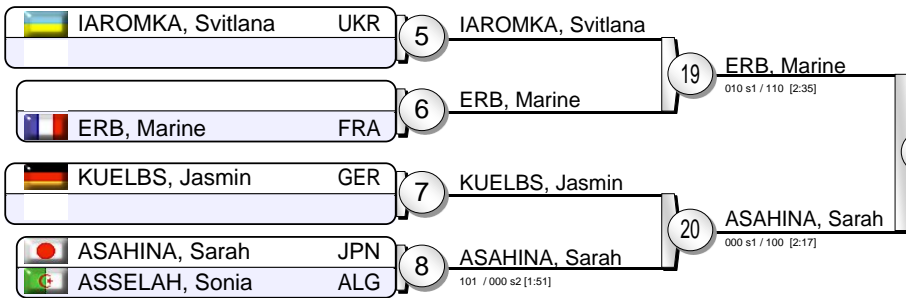 IAROMKA, Svitlana UKR
5
IAROMKA, Svitlana
19
ERB, Marine
010 s1 / 110 [2:35]
6
ERB, Marine
ERB, Marine FRA
KUELBS, Jasmin GER
7
KUELBS, Jasmin
20
ASAHINA, Sarah
000 s1 / 100 [2:17]
ASAHINA, Sarah JPN
8
ASAHINA, Sarah
101 / 000 s2 [1:51]
ASSELAH, Sonia ALG